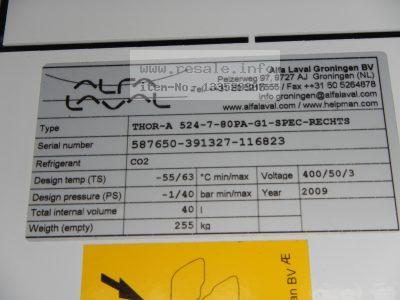 www.resale.info
item-No.
ALFA
LAVAL
Alfa Laval Groningen BV
Peizerweg 97, 9727 AJ Groningen (NL)
Fax ++31 50 5264878
info groningen@alfalaval.com
www.alfalaval.com / www.helpman.com
Type THOR-A 524-7-80PA-G1-SPEC-RECHTS
Serial number 587650-391327-116823
Refrigerant CO2
Design temp (TS) -55/63 °C min/max Voltage 400/50/3
Design pressure (PS) -1/40 bar min/max Year 2009
Total internal volume 40 l
Weigth (empty) 255 kg
an BV Æ